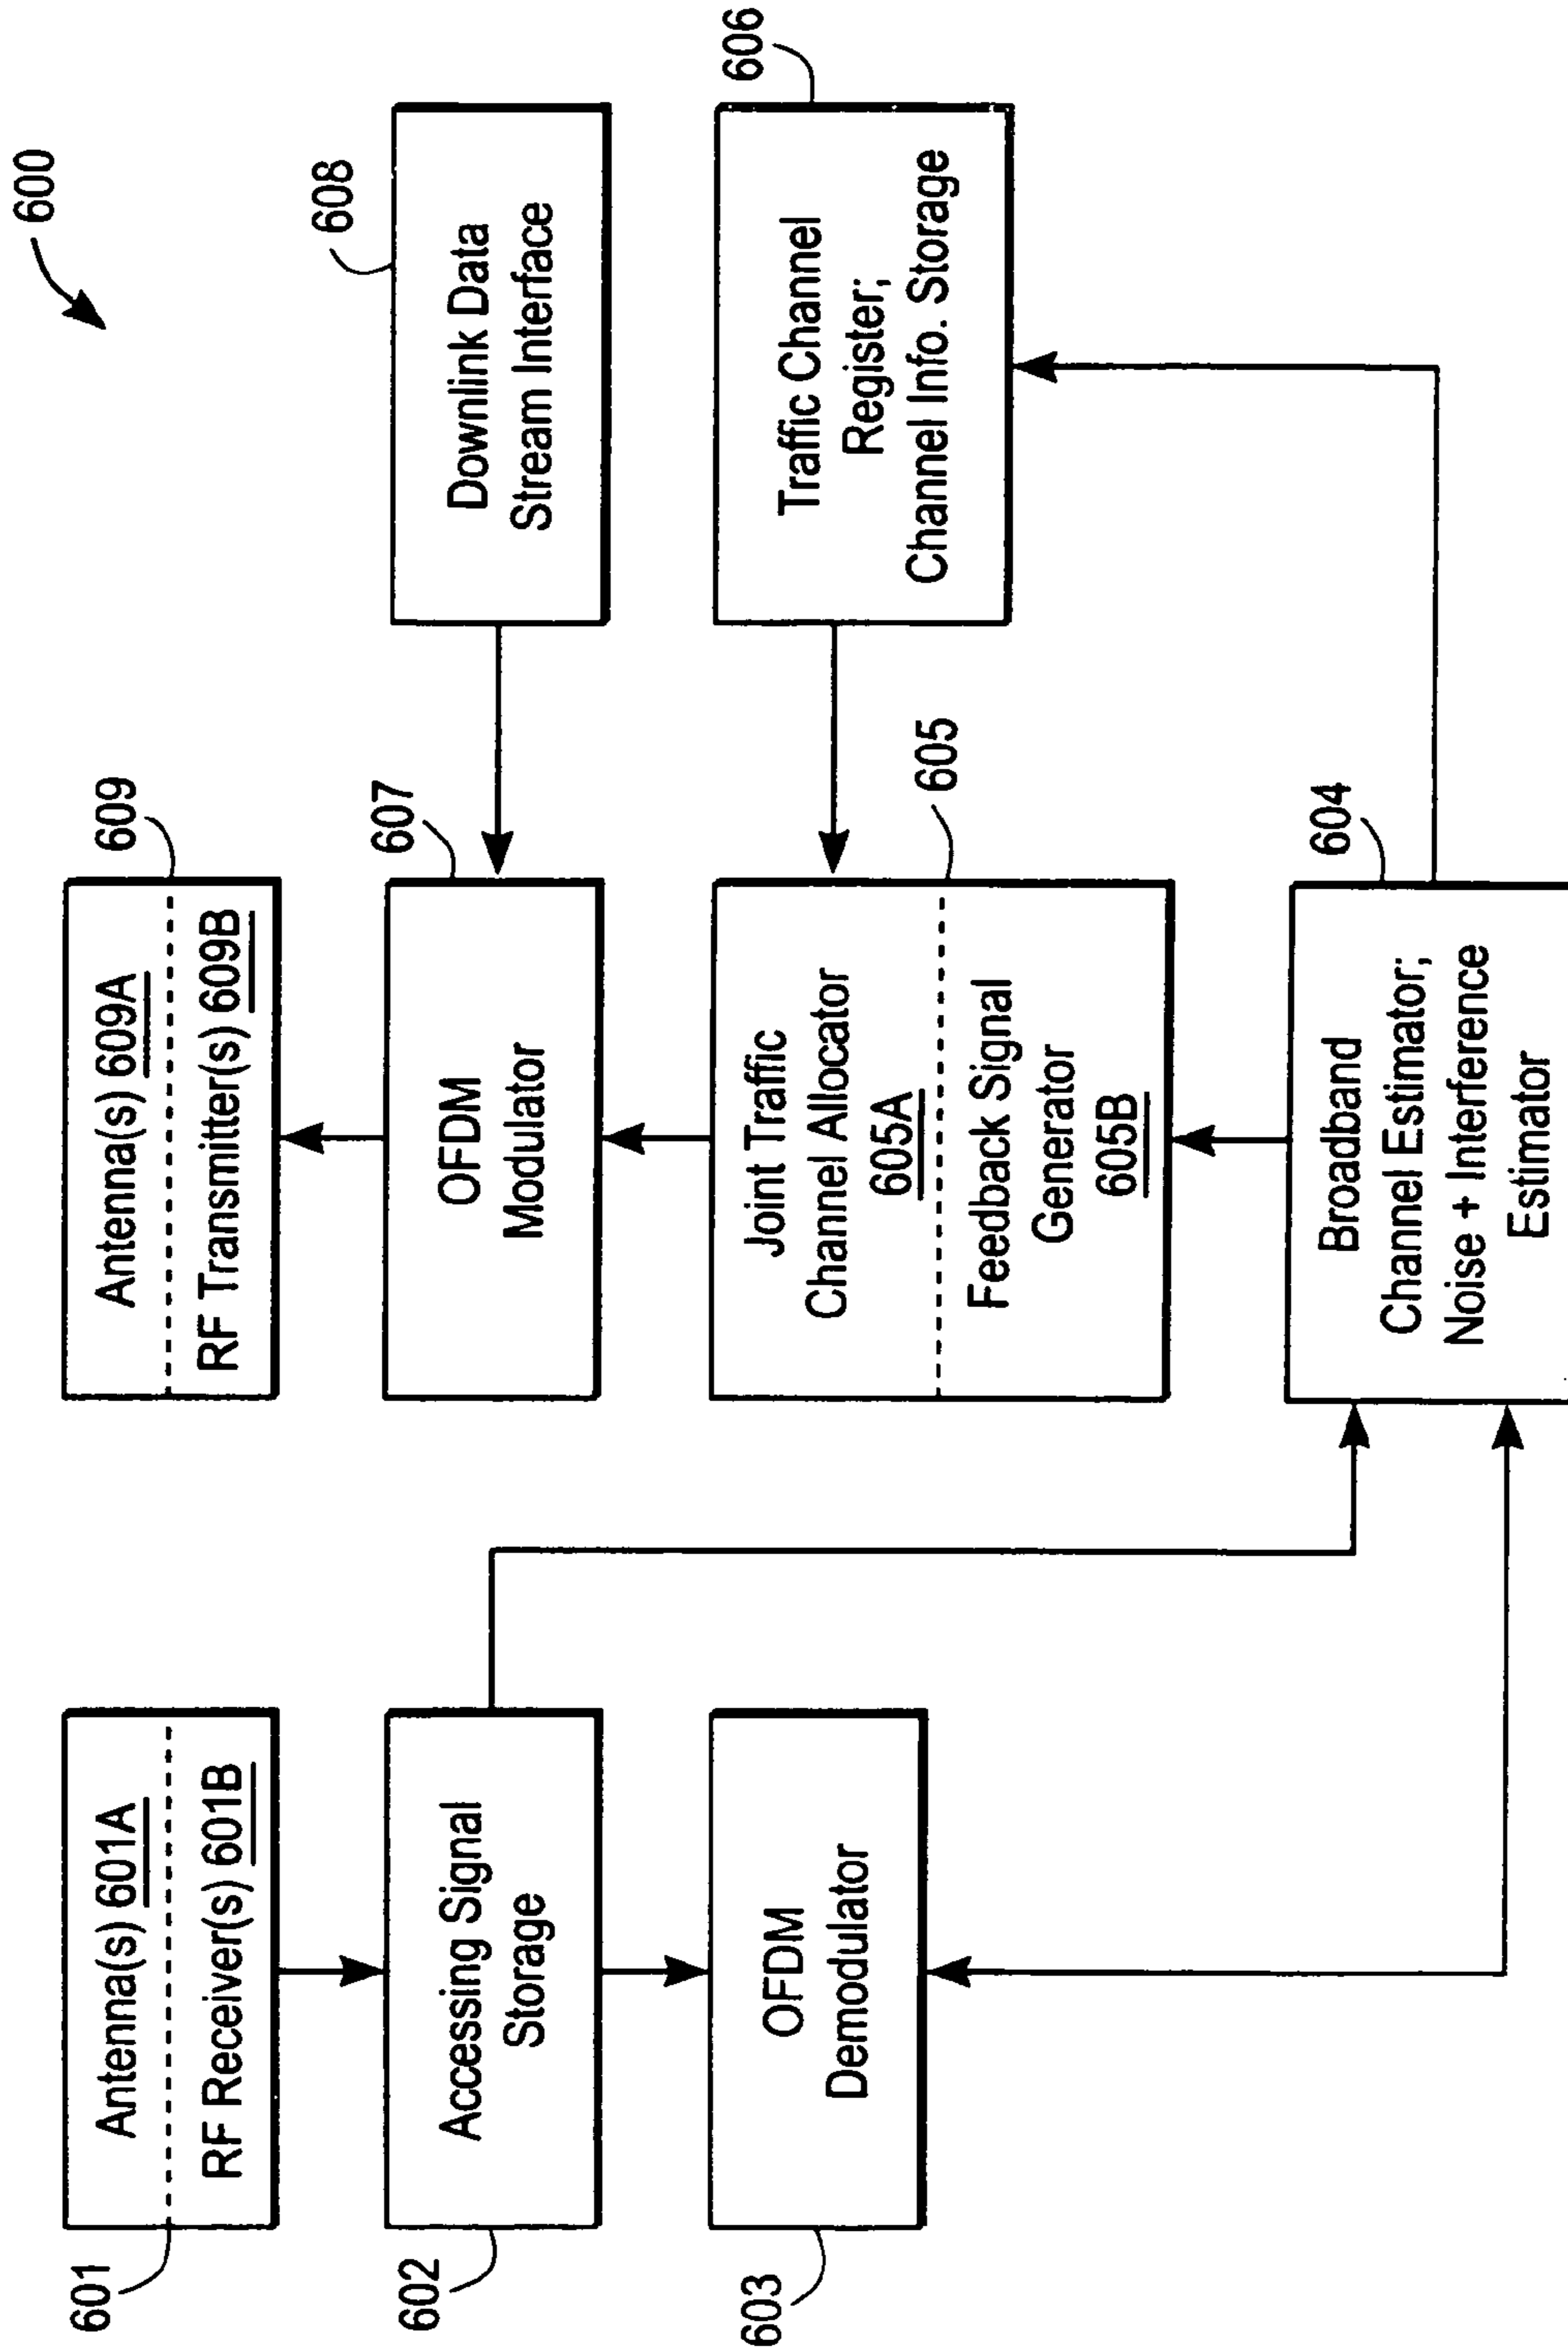 600
601
Antenna(s) 601A
RF Receiver(s) 601B
602
Accessing Signal
Storage
603
OFDM
Demodulator
609
Antenna(s) 609A
RF Transmitter(s) 609B
607
OFDM
Modulator
608
Downlink Data
Stream Interface
Joint Traffic
Channel Allocator
605A
605
Feedback Signal
Generator
605B
606
Traffic Channel
Register;
Channel Info. Storage
604
Broadband
Channel Estimator;
Noise + Interference
Estimator